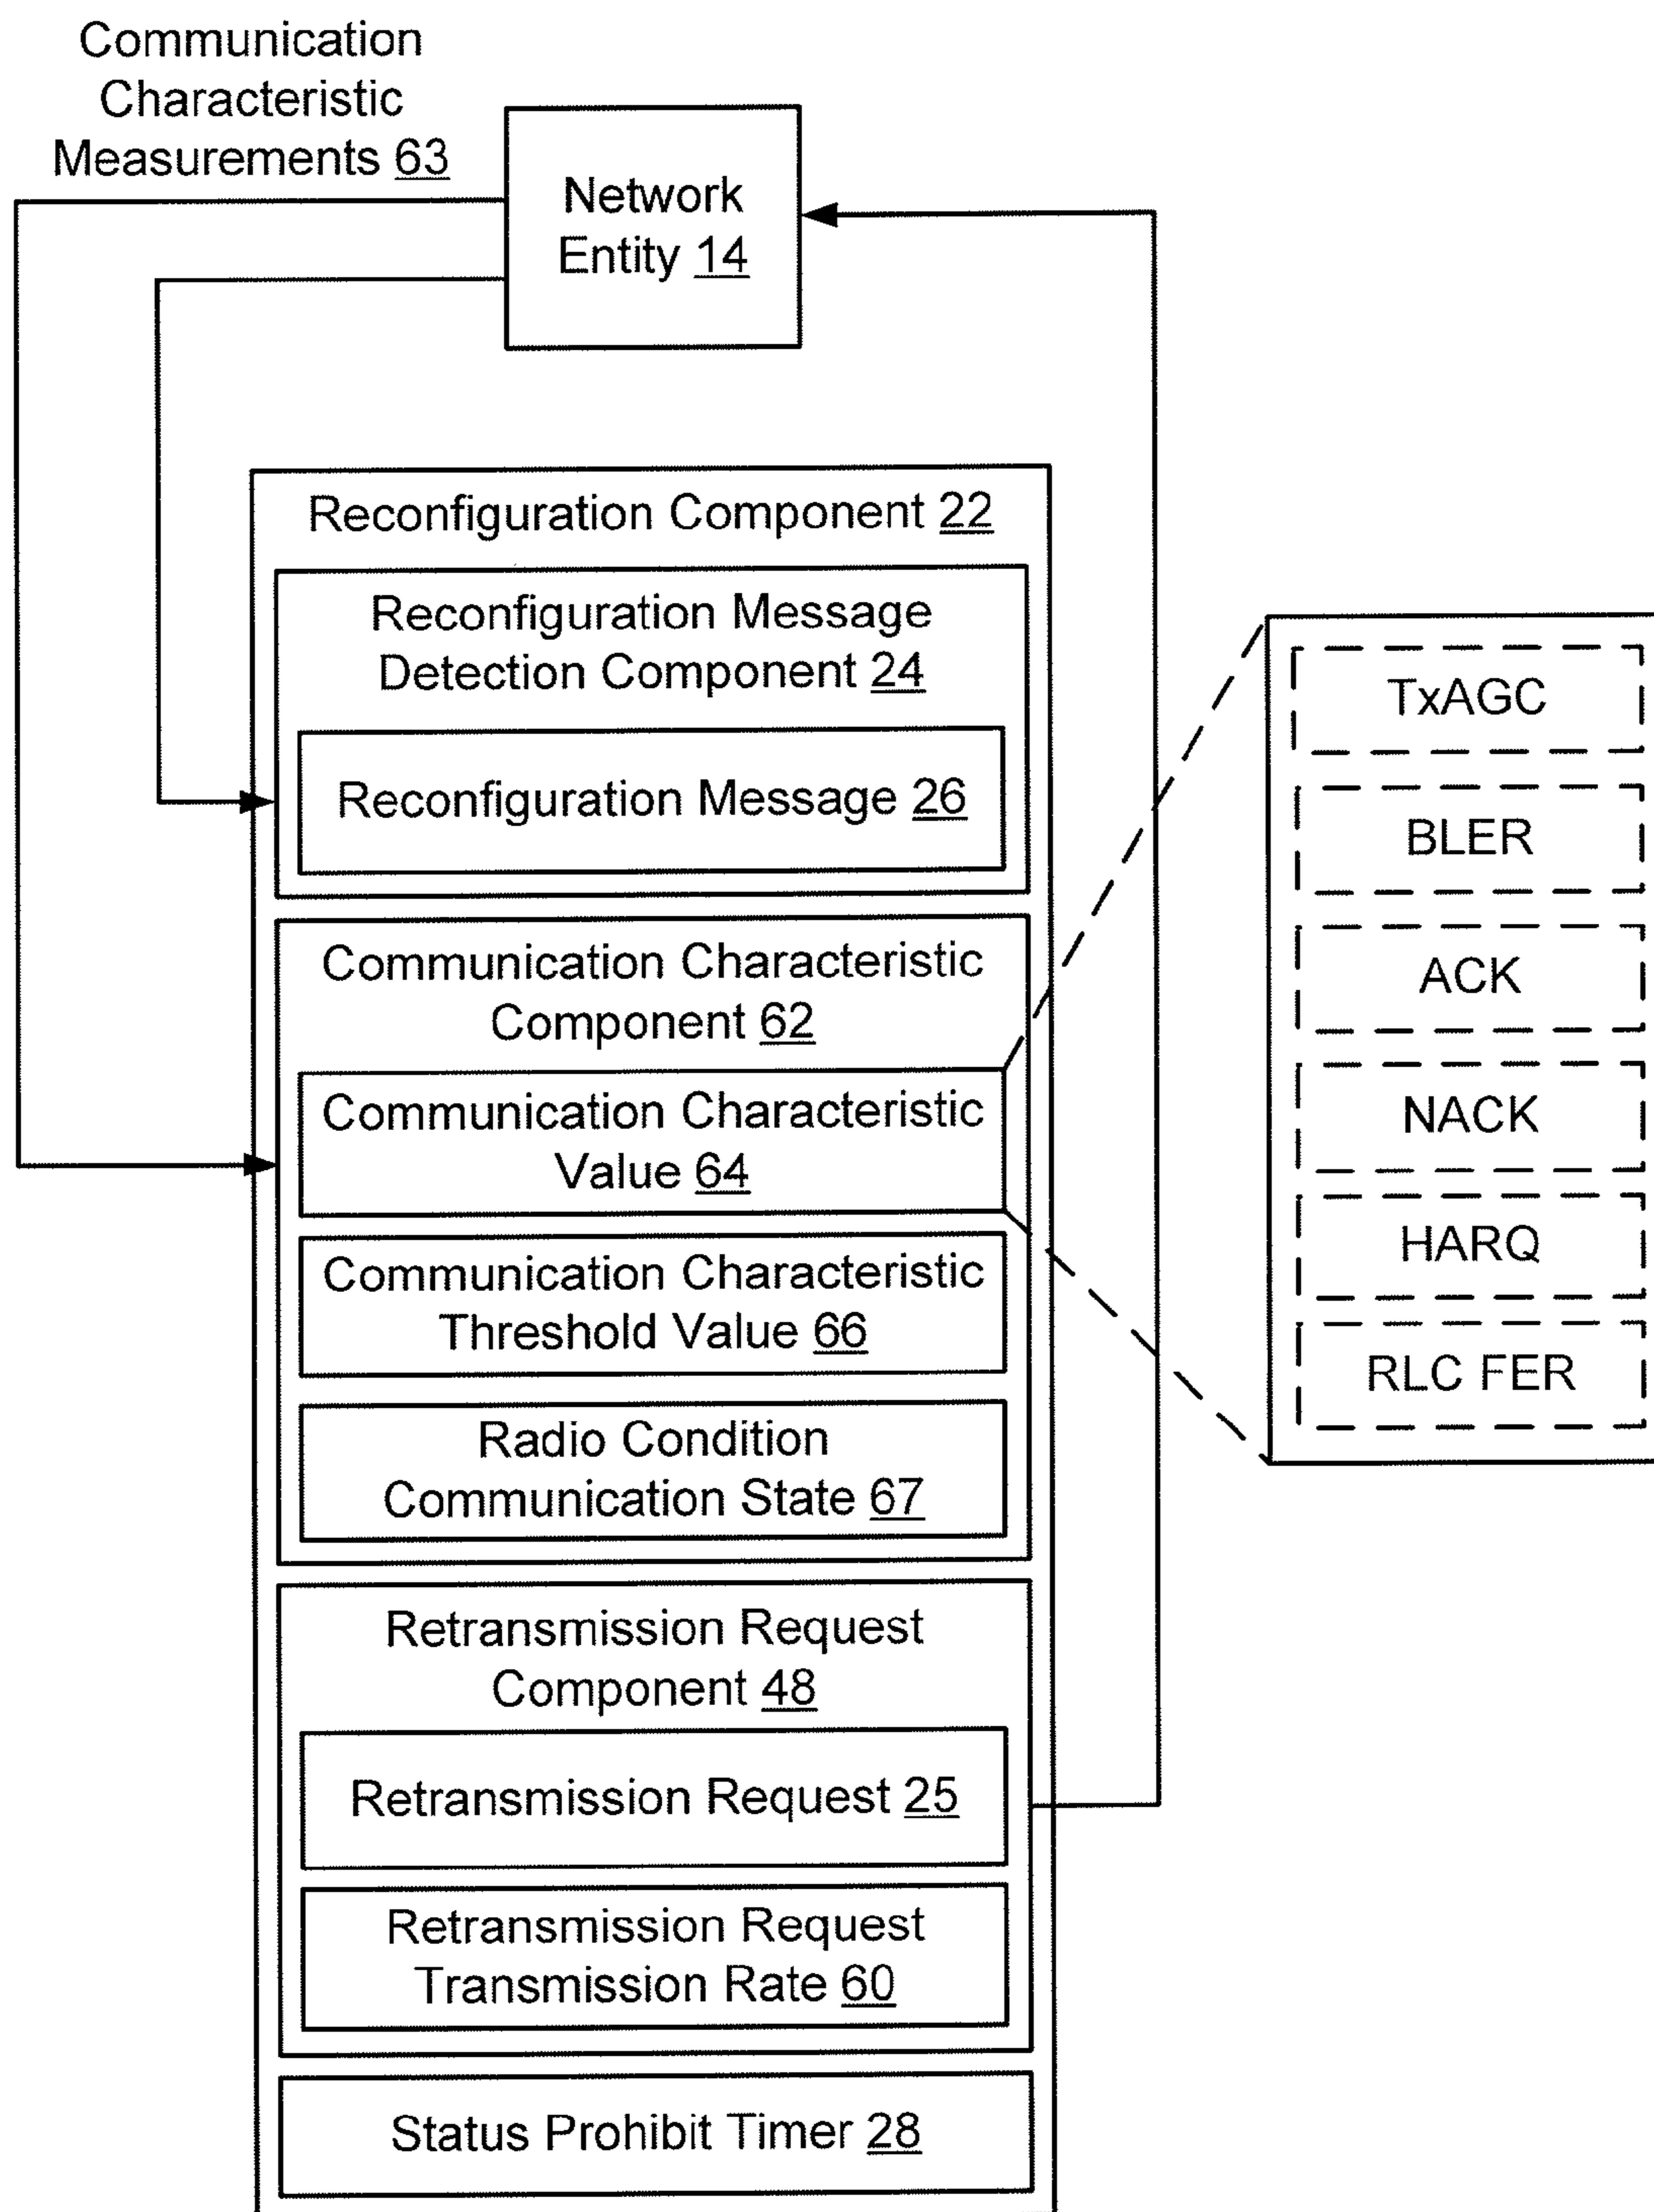 Communication
Characteristic
Measurements 63
Network
Entity 14
Reconfiguration Component 22
Reconfiguration Message
Detection Component 24
Reconfiguration Message 26
Communication Characteristic
Component 62
Communication Characteristic
Value 64
Communication Characteristic
Threshold Value 66
Radio Condition
Communication State 67
Retransmission Request
Component 48
Retransmission Request 25
Retransmission Request
Transmission Rate 60
Status Prohibit Timer 28
TxAGC
BLER
ACK
NACK
HARQ
RLC FER